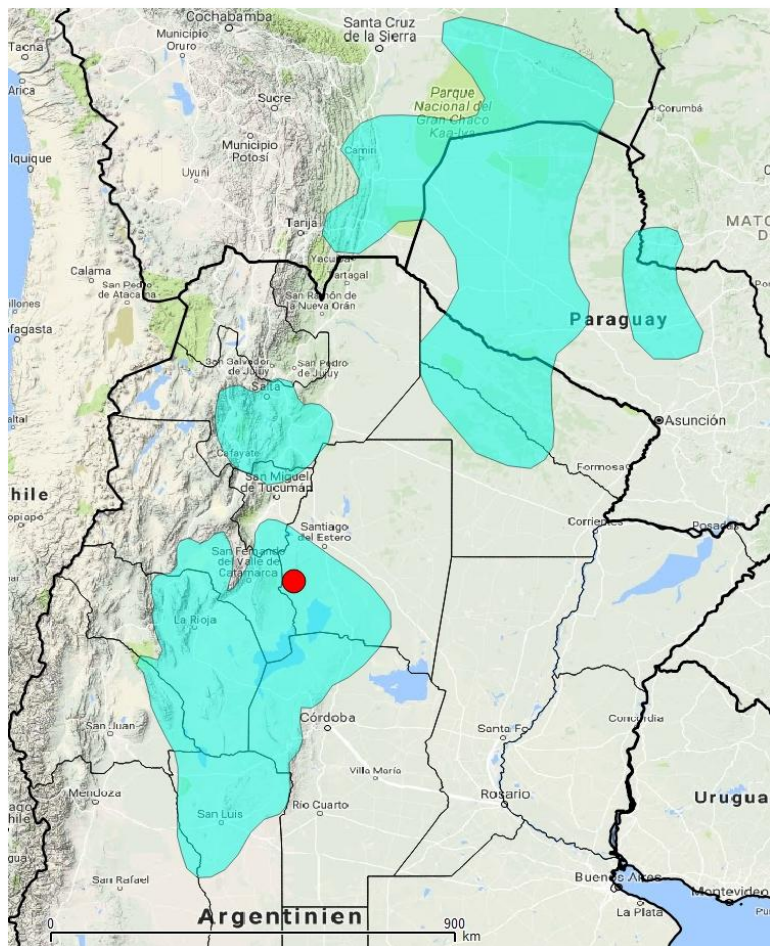 Cochabamba
Santa Cruz
de la Sierra
Tacna
Municipio
Oruro
Arica
Parque
Nacional del
Gran Chaco
Kaa-Iya
Corumbá
Sucre
Municipio
Potosí
Iquique
Camiri
Uyuni
Tarija
MATO
Yacuiba
Tartagal
Calama
San Pedro
de Atacama
San Ramón de
la Nueva Orán
Paraguay
San Salvador
de Jujuy
San Pedro
de Jujuy
Salta
Asunción
Cafayate
Formosa
San Miguel
de Tucumán
hile
Corrientes
Posadas
Santiago
del Estero
San Fernando
del Valle de
Catamarca
La Rioja
Concordia
San Juan
Córdoba
Santa Fe
Villa María
Mendoza
Rosario
San Luis
Río Cuarto
Urugua
San Rafael
Buenos Aires
Montevideo
La Plata
Argentinien
0
900
km